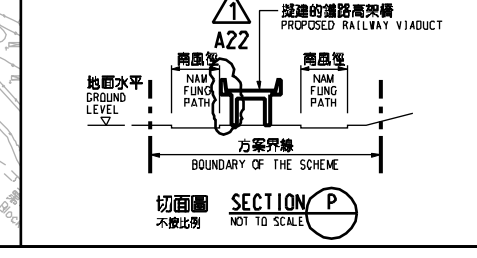 1
A22
擬建的鐵路高架橋
PROPOSED RAILWAY VIADUCT
南風徑
NAM
FUNG
PATH
南風徑
NAM
FUNG
PATH
地面水平
GROUND
LEVEL
方案界線
BOUNDARY OF THE SCHEME
切面圖
不按比例
SECTION P
NOT TO SCALE